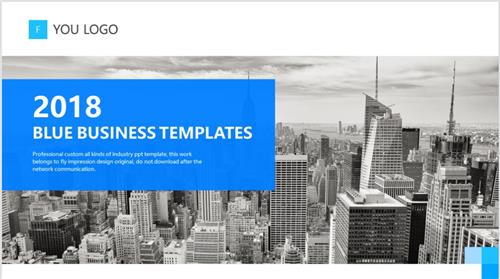 F YOU LOGO
2018
BLUE BUSINESS TEMPLATES
Professional custom all kinds of industry ppt template, this work
belongs to fly impression design original, do not download after the
network communication.